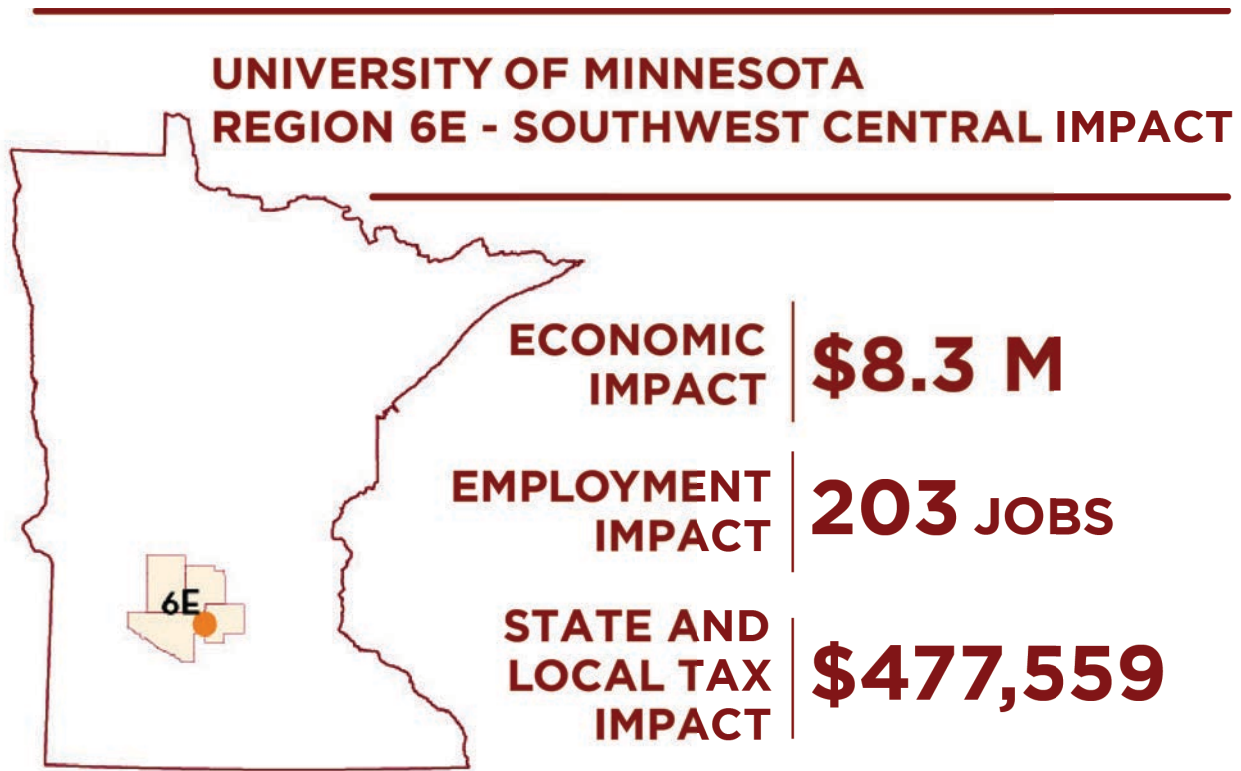 UNIVERSITY OF MINNESOTA
REGION 6E - SOUTHWEST CENTRAL IMPACT
ECONOMIC
IMPACT
$8.3 M
EMPLOYMENT
IMPACT
203 JOBS
STATE AND
LOCAL TAX
IMPACT
$477,559
6E